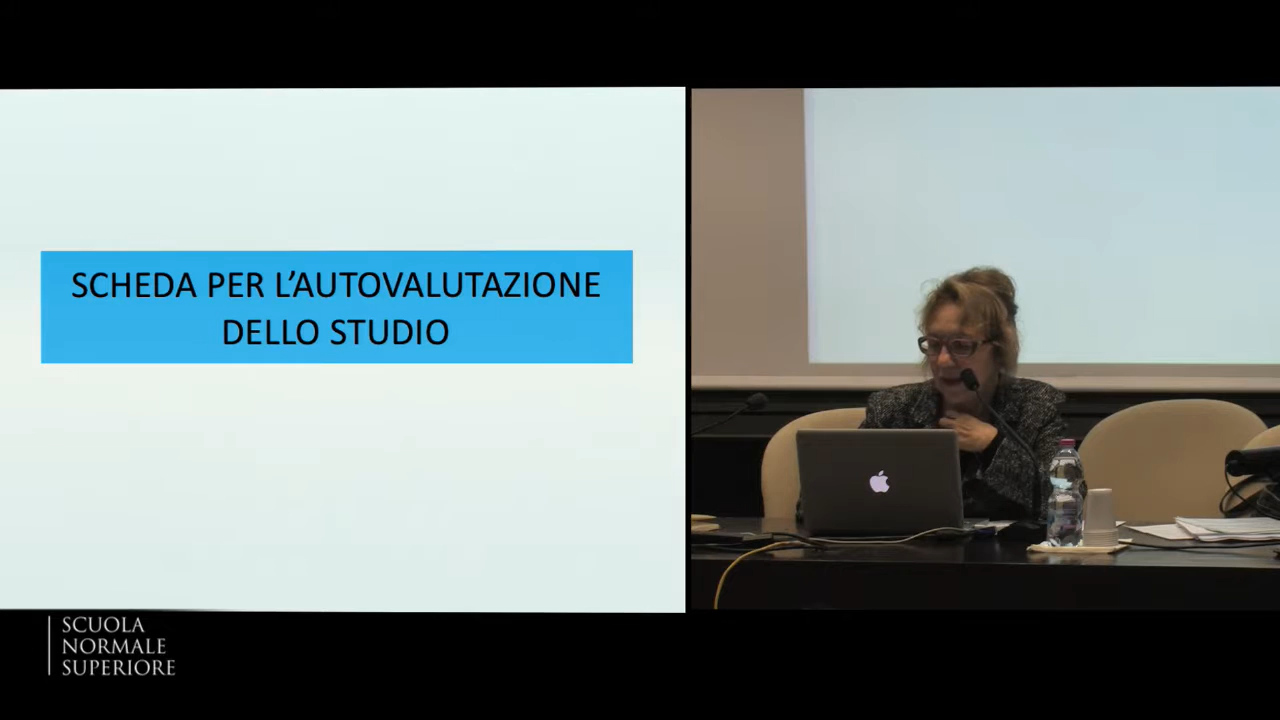 SCHEDA PER L'AUTOVALUTAZIONE
DELLO STUDIO
SCUOLA
NORMALE
SUPERIORE